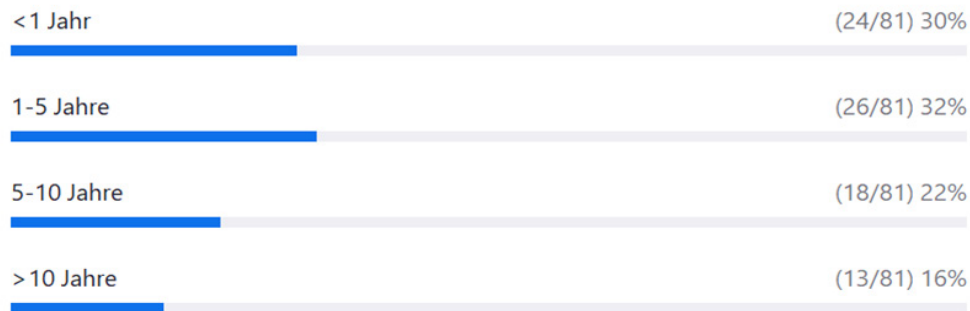 <1 Jahr (24/81) 30%
1-5 Jahre (26/81) 32%
5-10 Jahre (18/81) 22%
>10 Jahre (13/81) 16%